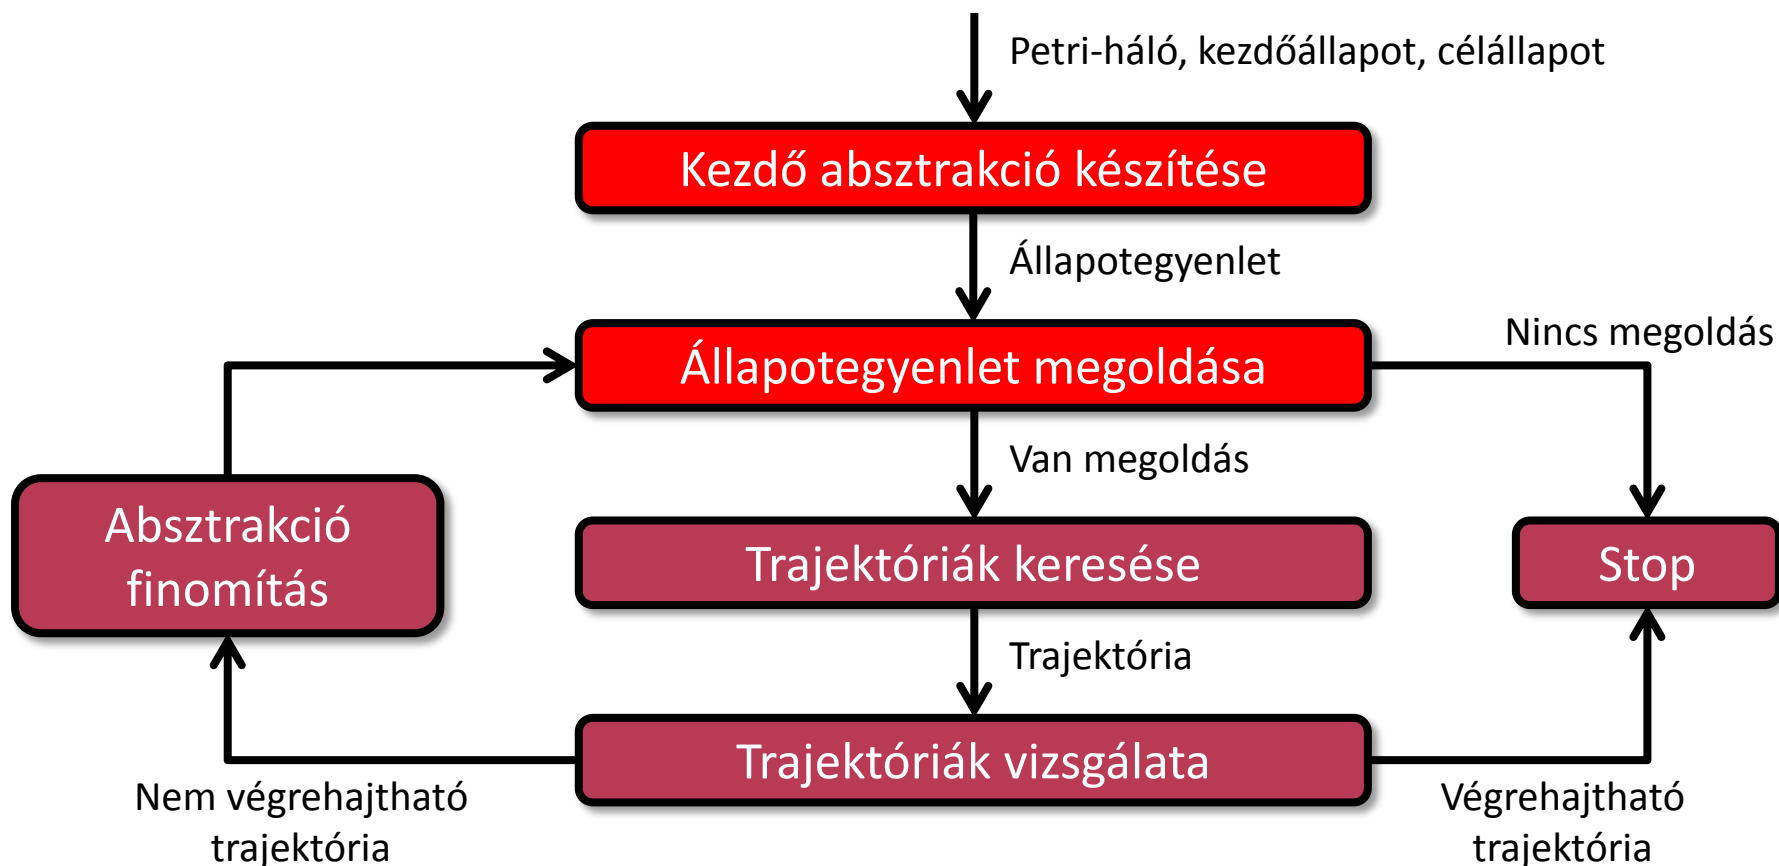 Petri-háló, kezdőállapot, célállapot
Kezdő absztrakció készítése
Állapotegyenlet
Nincs megoldás
Állapotegyenlet megoldása
Van megoldás
Absztrakció
finomítás
Trajektóriák keresése
Stop
Trajektória
Trajektóriák vizsgálata
Nem végrehajtható
trajektória
Végrehajtható
trajektória